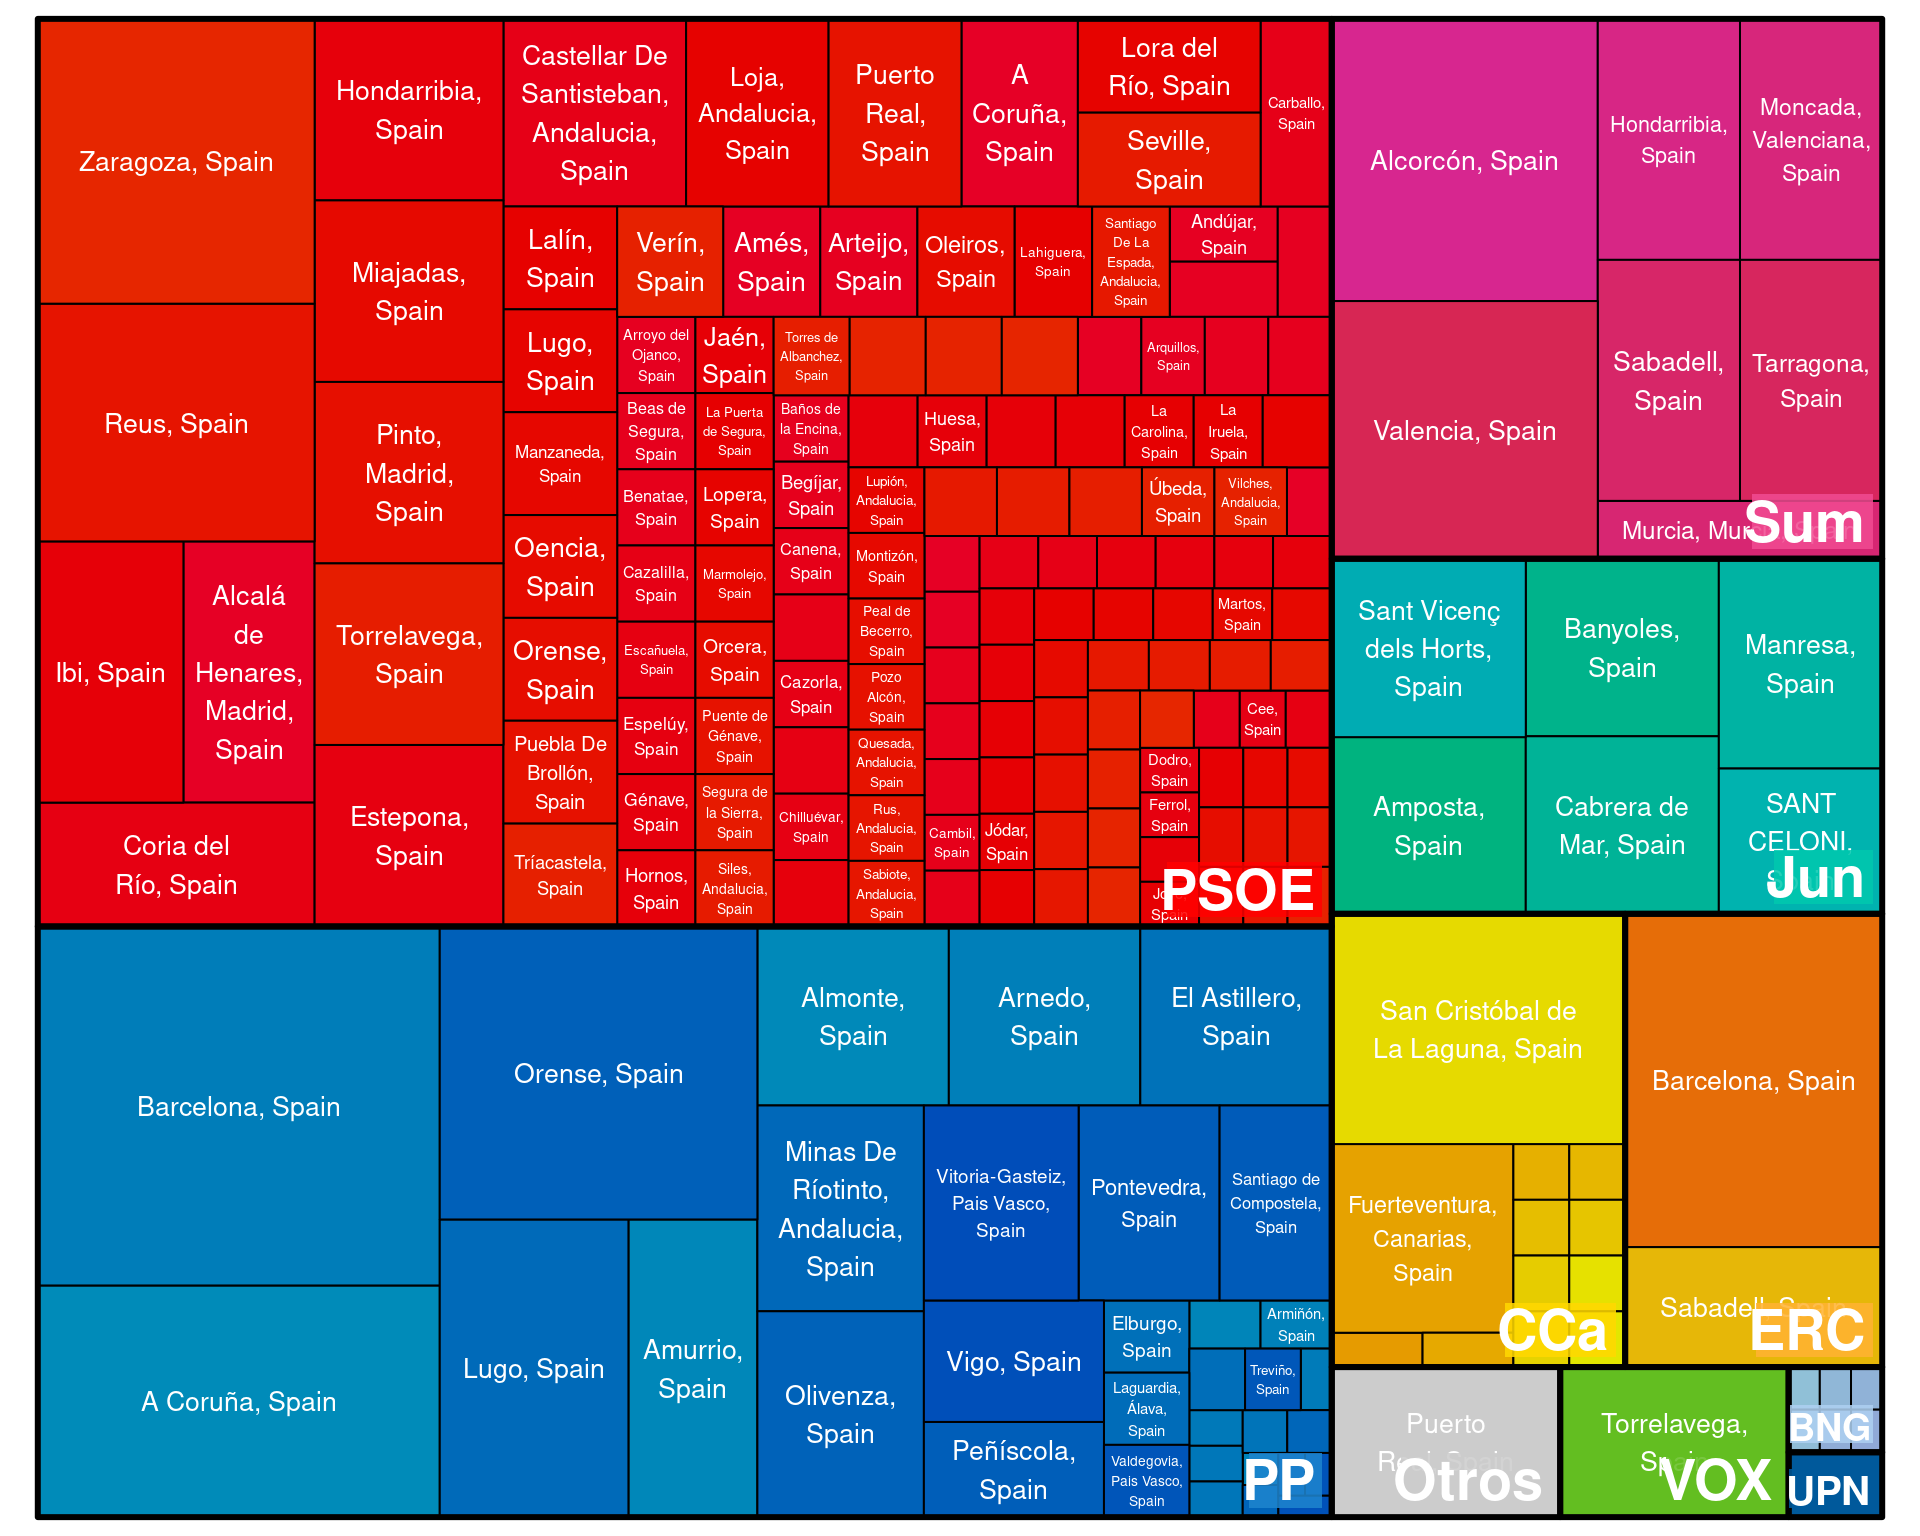 Zaragoza, Spain
Reus, Spain
Ibi, Spain
Alcalá
de
Henares,
Madrid,
Spain
Coria del
Río, Spain
Hondarribia,
Spain
Miajadas,
Spain
Pinto,
Madrid,
Spain
Torrelavega,
Spain
Estepona,
Spain
Castellar De
Santisteban,
Andalucia,
Spain
Loja,
Andalucia,
Spain
Puerto
Real,
Spain
A
Coruña,
Spain
Lora del
Río, Spain
Seville,
Spain
Carballo,
Spain
Lalín,
Spain
Lugo,
Spain
Manzaneda,
Spain
Oencia,
Spain
Orense,
Spain
Puebla De
Brollón,
Spain
Tríacastela,
Spain
Verín,
Spain
Amés,
Spain
Arteijo,
Spain
Oleiros,
Spain
Lahiguera,
Spain
Santiago
De La
Espada,
Andalucia,
Spain
Andújar,
Spain
Arroyo del
Ojanco,
Spain
Beas de
Segura,
Spain
Benatae,
Spain
Cazalilla,
Spain
Escañuela,
Spain
Espelúy,
Spain
Génave,
Spain
Hornos,
Spain
Jaén,
Spain
La Puerta
de Segura,
Spain
Lopera,
Spain
Marmolejo,
Spain
Orcera,
Spain
Puente de
Génave,
Spain
Segura de
la Sierra,
Spain
Siles,
Andalucia,
Spain
Torres de
Albanchez,
Spain
Arquillos,
Spain
Baños de
la Encina,
Spain
Begíjar,
Spain
Canena,
Spain
Cazorla,
Spain
Chilluévar,
Spain
Huesa,
Spain
La
Carolina,
Spain
La
Iruela,
Spain
Lupión,
Andalucia,
Spain
Montizón,
Spain
Peal de
Becerro,
Spain
Pozo
Alcón,
Spain
Quesada,
Andalucia,
Spain
Rus,
Andalucia,
Spain
Sabiote,
Andalucia,
Spain
Úbeda,
Spain
Vilches,
Andalucia,
Spain
Cambil,
Spain
Jódar,
Spain
Martos,
Spain
Cee,
Spain
Dodro,
Spain
Ferrol,
Spain
Spain
PSOE
Barcelona, Spain
A Coruña, Spain
Orense, Spain
Lugo, Spain
Amurrio,
Spain
Almonte,
Spain
Arnedo,
Spain
El Astillero,
Spain
Minas De
Ríotinto,
Andalucia,
Spain
Olivenza,
Spain
Vitoria-Gasteiz,
Pais Vasco,
Spain
Pontevedra,
Spain
Santiago de
Compostela,
Spain
Vigo, Spain
Peñíscola,
Spain
Elburgo,
Spain
Laguardia,
Álava,
Spain
Valdegovia,
Pais Vasco,
Spain
Armiñón,
Spain
Treviño,
Spain
PP
Alcorcón, Spain
Valencia, Spain
Hondarribia,
Spain
Moncada,
Valenciana,
Spain
Sabadell,
Spain
Tarragona,
Spain
Murcia, Murcia, Spain
Sum
Sant Vicenç
dels Horts,
Spain
Amposta,
Spain
Banyoles,
Spain
Cabrera de
Mar, Spain
Manresa,
Spain
SANT
CELONI,
Spain
Jun
San Cristóbal de
La Laguna, Spain
Fuerteventura,
Canarias,
Spain
CCa
Barcelona, Spain
Sabadell, Spain
ERC
Puerto
Real, Spain
Otros
Torrelavega,
Spain
VOX
BNG
UPN